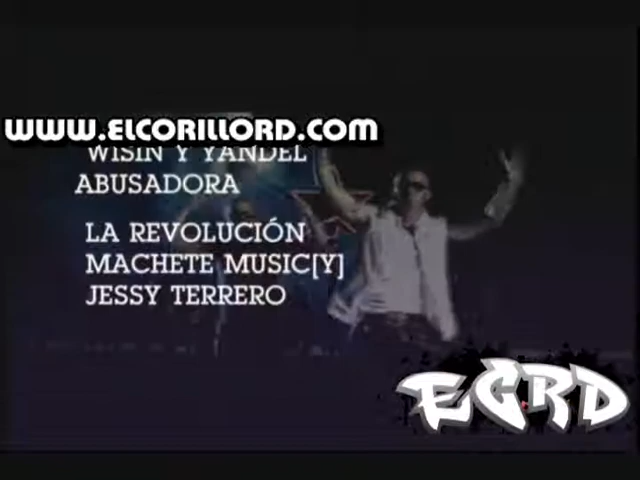 WWW.ELCORILLORD.COM
WISIN Y YANDEL
ABUSADORA
LA REVOLUCIÓN
MACHETE MUSIC[Y]
JESSY TERRERO
ECRD